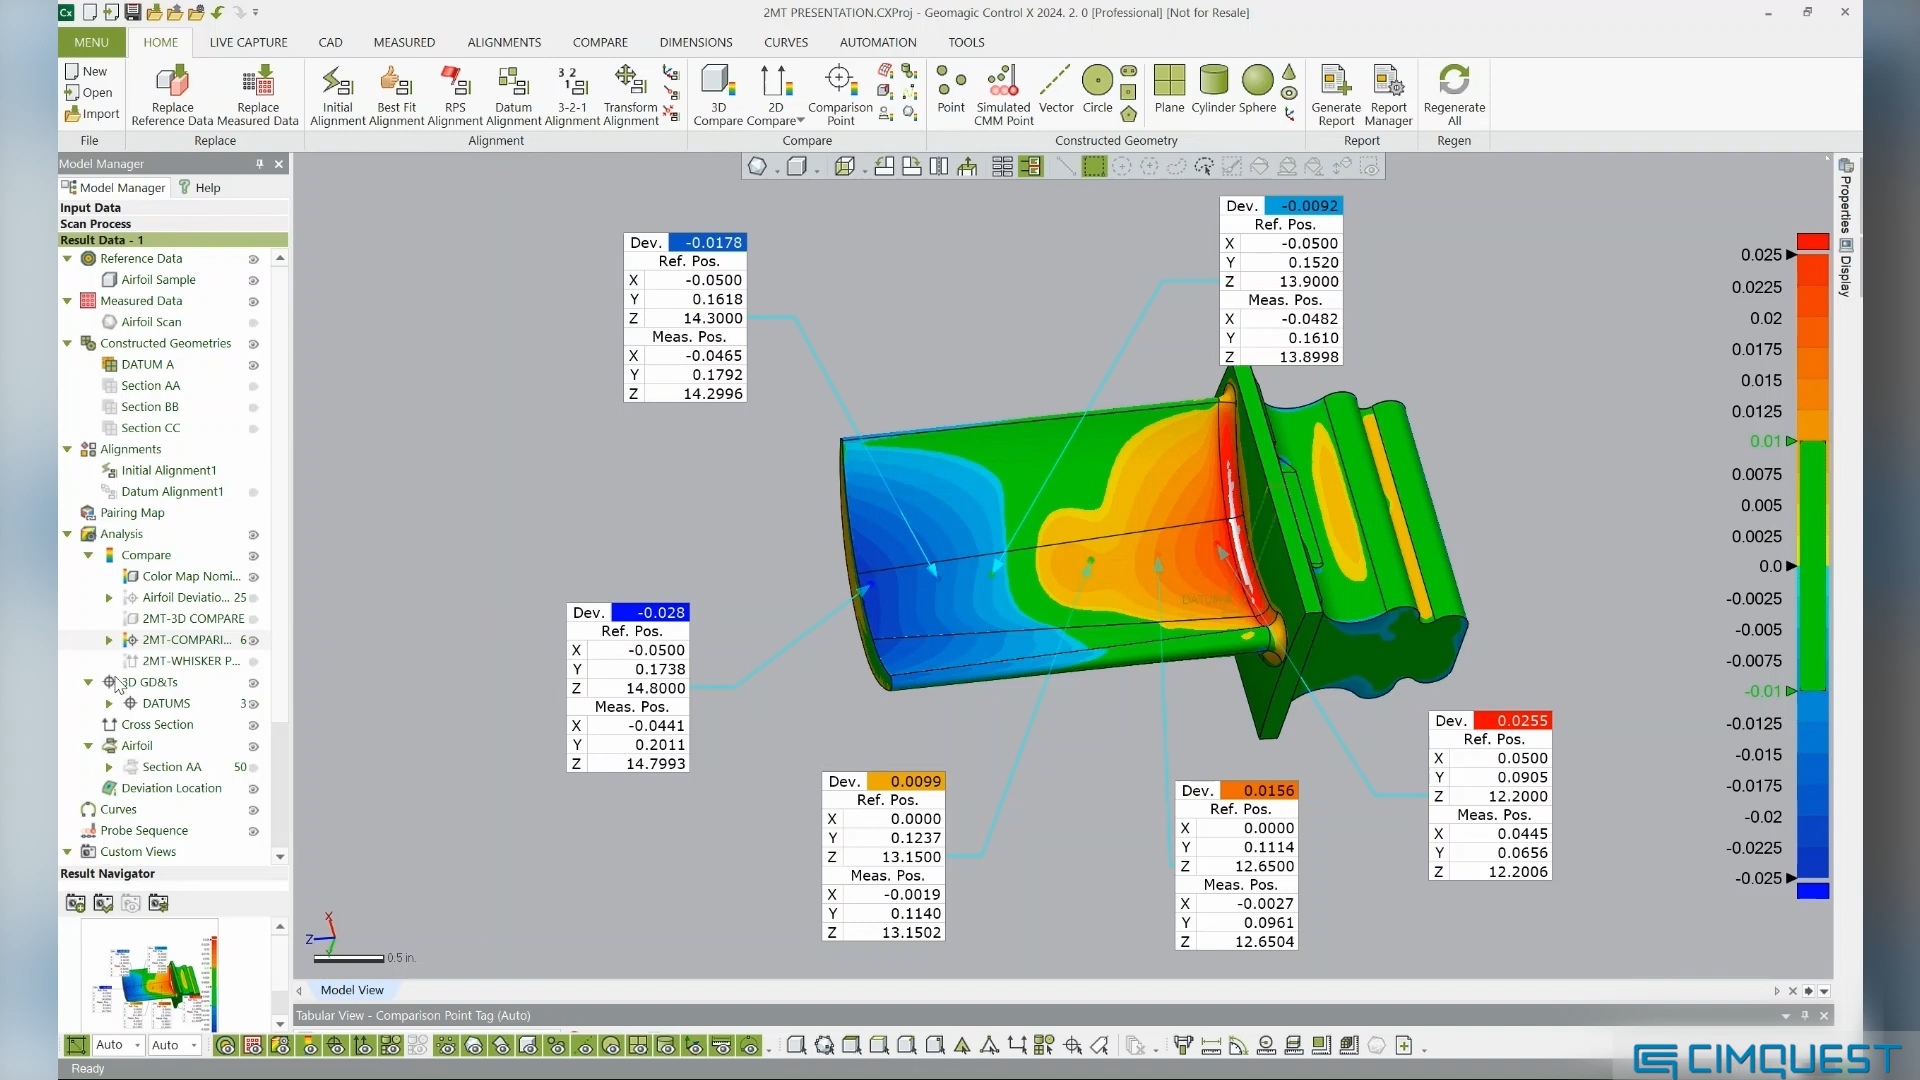 2MT PRESENTATION.CXProj - Geomagic Control X 2024. 2. 0 [Professional] [Not for Resale]
MENU HOME LIVE CAPTURE CAD MEASURED ALIGNMENTS COMPARE DIMENSIONS CURVES AUTOMATION TOOLS
New
Open
Import
Replace Reference Data
Replace Measured Data
Initial Alignment
Best Fit Alignment
RPS Alignment
Datum Alignment
3-2-1 Alignment
Transform Alignment
3D Compare
2D Compare
Comparison Point
Point
Simulated CMM Point
Vector
Circle
Plane
Cylinder
Sphere
Generate Report
Report Manager
Regenerate All
File Replace Alignment Compare Constructed Geometry Report Regen
Model Manager
Model Manager Help
Input Data
Scan Process
Result Data - 1
Reference Data
Airfoil Sample
Measured Data
Airfoil Scan
Constructed Geometries
DATUM A
Section AA
Section BB
Section CC
Alignments
Initial Alignment1
Datum Alignment1
Pairing Map
Analysis
Compare
Color Map Nomi...
Airfoil Deviatio... 25
2MT-3D COMPARE
2MT-COMPARI... 6
2MT-WHISKER P...
3D GD&Ts
DATUMS 3
Cross Section
Airfoil
Section AA 50
Deviation Location
Curves
Probe Sequence
Custom Views
Result Navigator
Dev. -0.0178
Ref. Pos.
X -0.0500
Y 0.1618
Z 14.3000
Meas. Pos.
X -0.0465
Y 0.1792
Z 14.2996
Dev. -0.0092
Ref. Pos.
X -0.0500
Y 0.1520
Z 13.9000
Meas. Pos.
X -0.0482
Y 0.1610
Z 13.8998
Dev. -0.028
Ref. Pos.
X -0.0500
Y 0.1738
Z 14.8000
Meas. Pos.
X -0.0441
Y 0.2011
Z 14.7993
Dev. 0.0099
Ref. Pos.
X 0.0000
Y 0.1237
Z 13.1500
Meas. Pos.
X -0.0019
Y 0.1140
Z 13.1502
Dev. 0.0156
Ref. Pos.
X 0.0000
Y 0.1114
Z 12.6500
Meas. Pos.
X -0.0027
Y 0.0961
Z 12.6504
Dev. 0.0255
Ref. Pos.
X 0.0500
Y 0.0905
Z 12.2000
Meas. Pos.
X 0.0445
Y 0.0656
Z 12.2006
0.025
0.0225
0.02
0.0175
0.015
0.0125
0.01
0.0075
0.005
0.0025
0.0
-0.0025
-0.005
-0.0075
-0.01
-0.0125
-0.015
-0.0175
-0.02
-0.0225
-0.025
Properties
Display
X
Z
0.5 in.
Model View
Tabular View - Comparison Point Tag (Auto)
Auto Auto
Ready
CIMQUEST